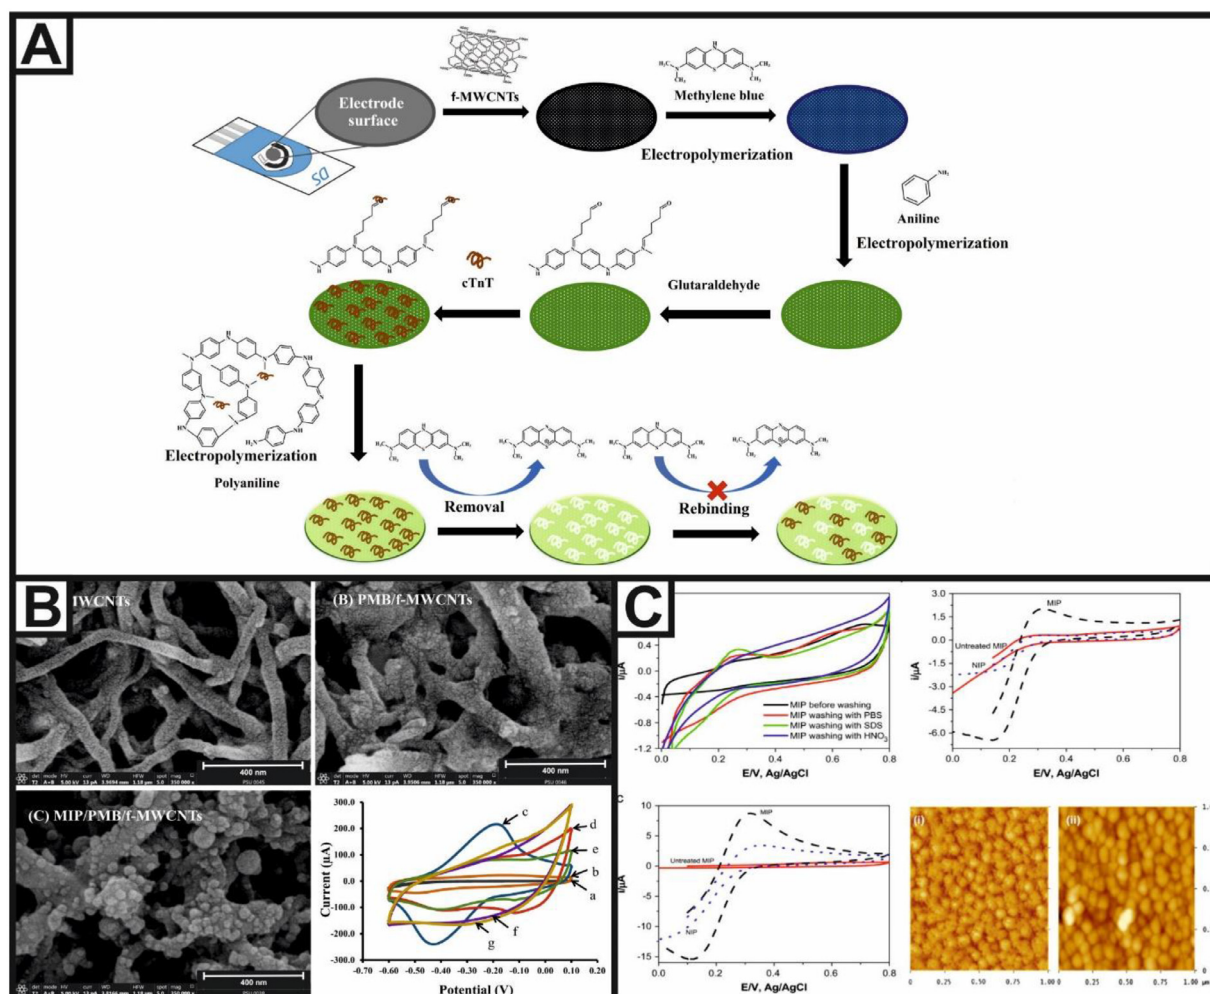 A
Electrode
surface
f-MWCNTs
Methylene blue
Electropolymerization
DS
Aniline
Electropolymerization
Glutaraldehyde
cTnT
Electropolymerization
Polyaniline
Removal
Rebinding
B
IWCNTs
400 nm
(B) PMB/f-MWCNTs
400 nm
(C) MIP/PMB/f-MWCNTs
400 nm
300.0
200.0
100.0
0.0
-100.0
-200.0
-300.0
Current (µA)
c
d
e
b
a
f
g
-0.70 -0.60 -0.50 -0.40 -0.30 -0.20 -0.10 0.00 0.10 0.20
Potential (V)
C
0.4
0.0
-0.4
-0.8
-1.2
i/µA
MIP before washing
MIP washing with PBS
MIP washing with SDS
MIP washing with HNO3
0.0 0.2 0.4 0.6 0.8
E/V, Ag/AgCl
3.0
1.5
0.0
-1.5
-3.0
-4.5
-6.0
i/µA
MIP
Untreated MIP
NIP
0.0 0.2 0.4 0.6 0.8
E/V, Ag/AgCl
10
5
0
-5
-10
-15
i/µA
MIP
Untreated MIP
NIP
0.0 0.2 0.4 0.6 0.8
E/V, Ag/AgCl
(i)
0 0.25 0.50 0.75 1.00
(ii)
0 0.25 0.50 0.75 1.00 µm